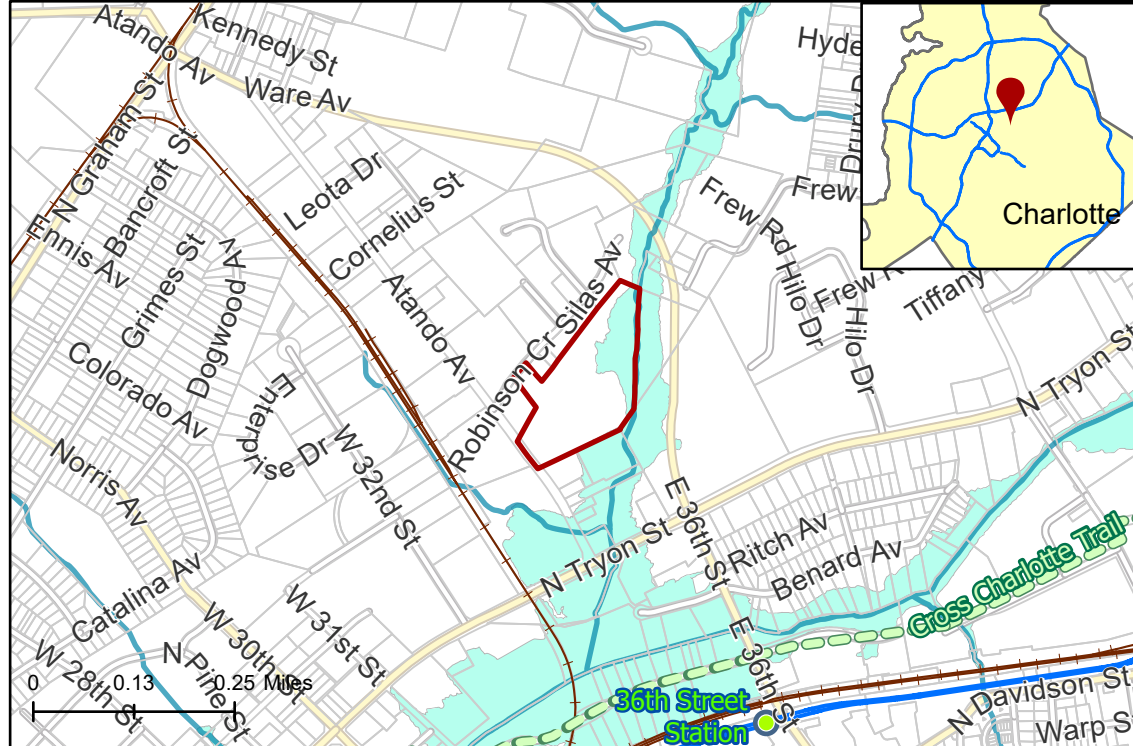 Kennedy St
Atando Av
Ware Av
Hyde
N Graham St
Bancroft St
Leota Dr
Cornelius St
Drury D
Frew
Frew Rd
Hilo Dr
Frew R
Hilo Dr
Tiffany
Charlotte
Ennis Av
Grimes St
Dogwood Av
Atando Av
Robinson Cr
Silas Av
Colorado Av
Enterprise Dr
W 32nd St
N Tryon St
Norris Av
E 36th St
Ritch Av
N Tryon St
Benard Av
Cross Charlotte Trail
Catalina Av
W 31st St
W 30th St
E 36th St
W 28th St
N Pine St
0 0.13 0.25 Miles
36th Street
Station
N Davidson St
Warp S